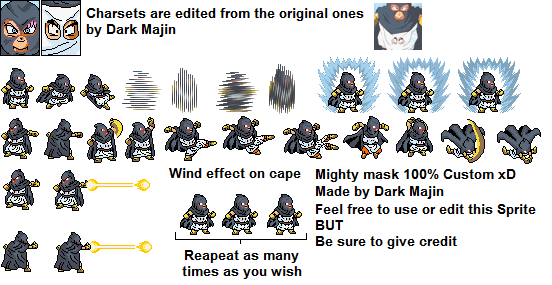 Charsets are edited from the original ones
by Dark Majin
Wind effect on cape
Mighty mask 100% Custom xD
Made by Dark Majin
Feel free to use or edit this Sprite
BUT
Be sure to give credit
Reapeat as many
times as you wish